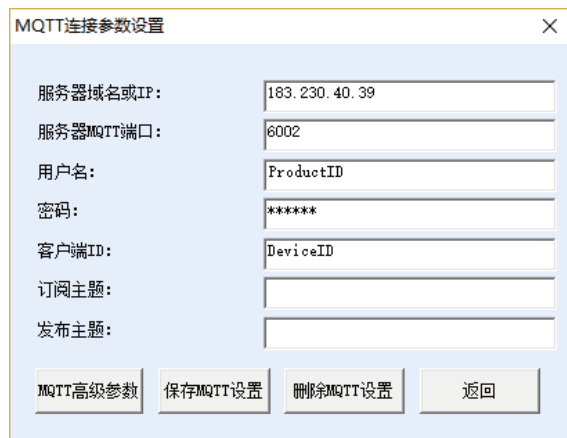 MQTT连接参数设置
服务器域名或IP: 183.230.40.39
服务器MQTT端口: 6002
用户名: ProductID
密码: ******
客户端ID: DeviceID
订阅主题:
发布主题:
MQTT高级参数 保存MQTT设置 删除MQTT设置 返回